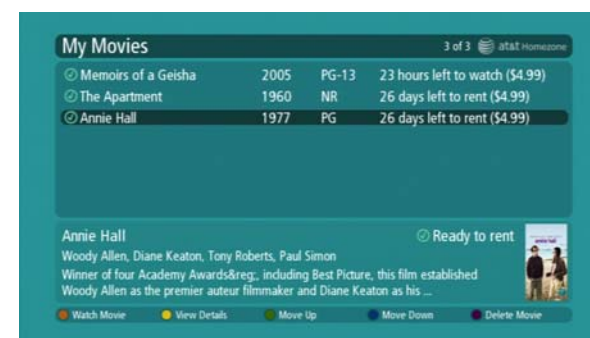 My Movies 3 of 3 at&t Homezone
Memoirs of a Geisha 2005 PG-13 23 hours left to watch ($4.99)
The Apartment 1960 NR 26 days left to rent ($4.99)
Annie Hall 1977 PG 26 days left to rent ($4.99)
Annie Hall Ready to rent
Woody Allen, Diane Keaton, Tony Roberts, Paul Simon
Winner of four Academy Awards&reg;, including Best Picture, this film established
Woody Allen as the premier auteur filmmaker and Diane Keaton as his ...
annie hall
Watch Movie View Details Move Up Move Down Delete Movie